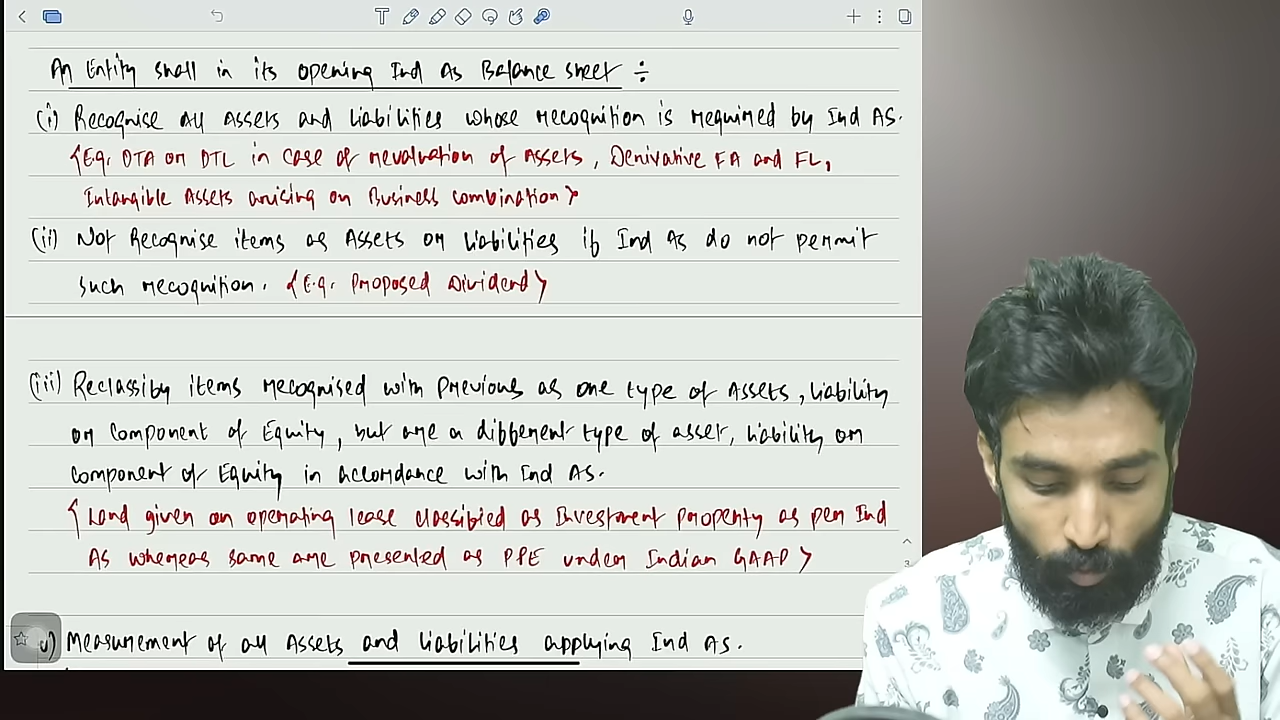 An Entity shall in its opening Ind As Balance sheet ÷
(i) Recognise All Assets and Liabilities whose recognition is required by Ind AS.
{Eg. DTA or DTL in case of revaluation of Assets, Derivative FA and FL,
Intangible Assets arising on Business combination}
(ii) Not Recognise items as Assets or Liabilities if Ind As do not permit
such recognition. {E.g. Proposed Dividend}
(iii) Reclassify items recognised with Previous as one type of Assets, Liability
or component of Equity, but are a different type of asset, Liability or
component of Equity in accordance with Ind AS.
{Land given on operating lease classified as Investment property as per Ind
As whereas same are presented as PPE under Indian GAAP}
3
) Measurement of all Assets and Liabilities applying Ind AS.